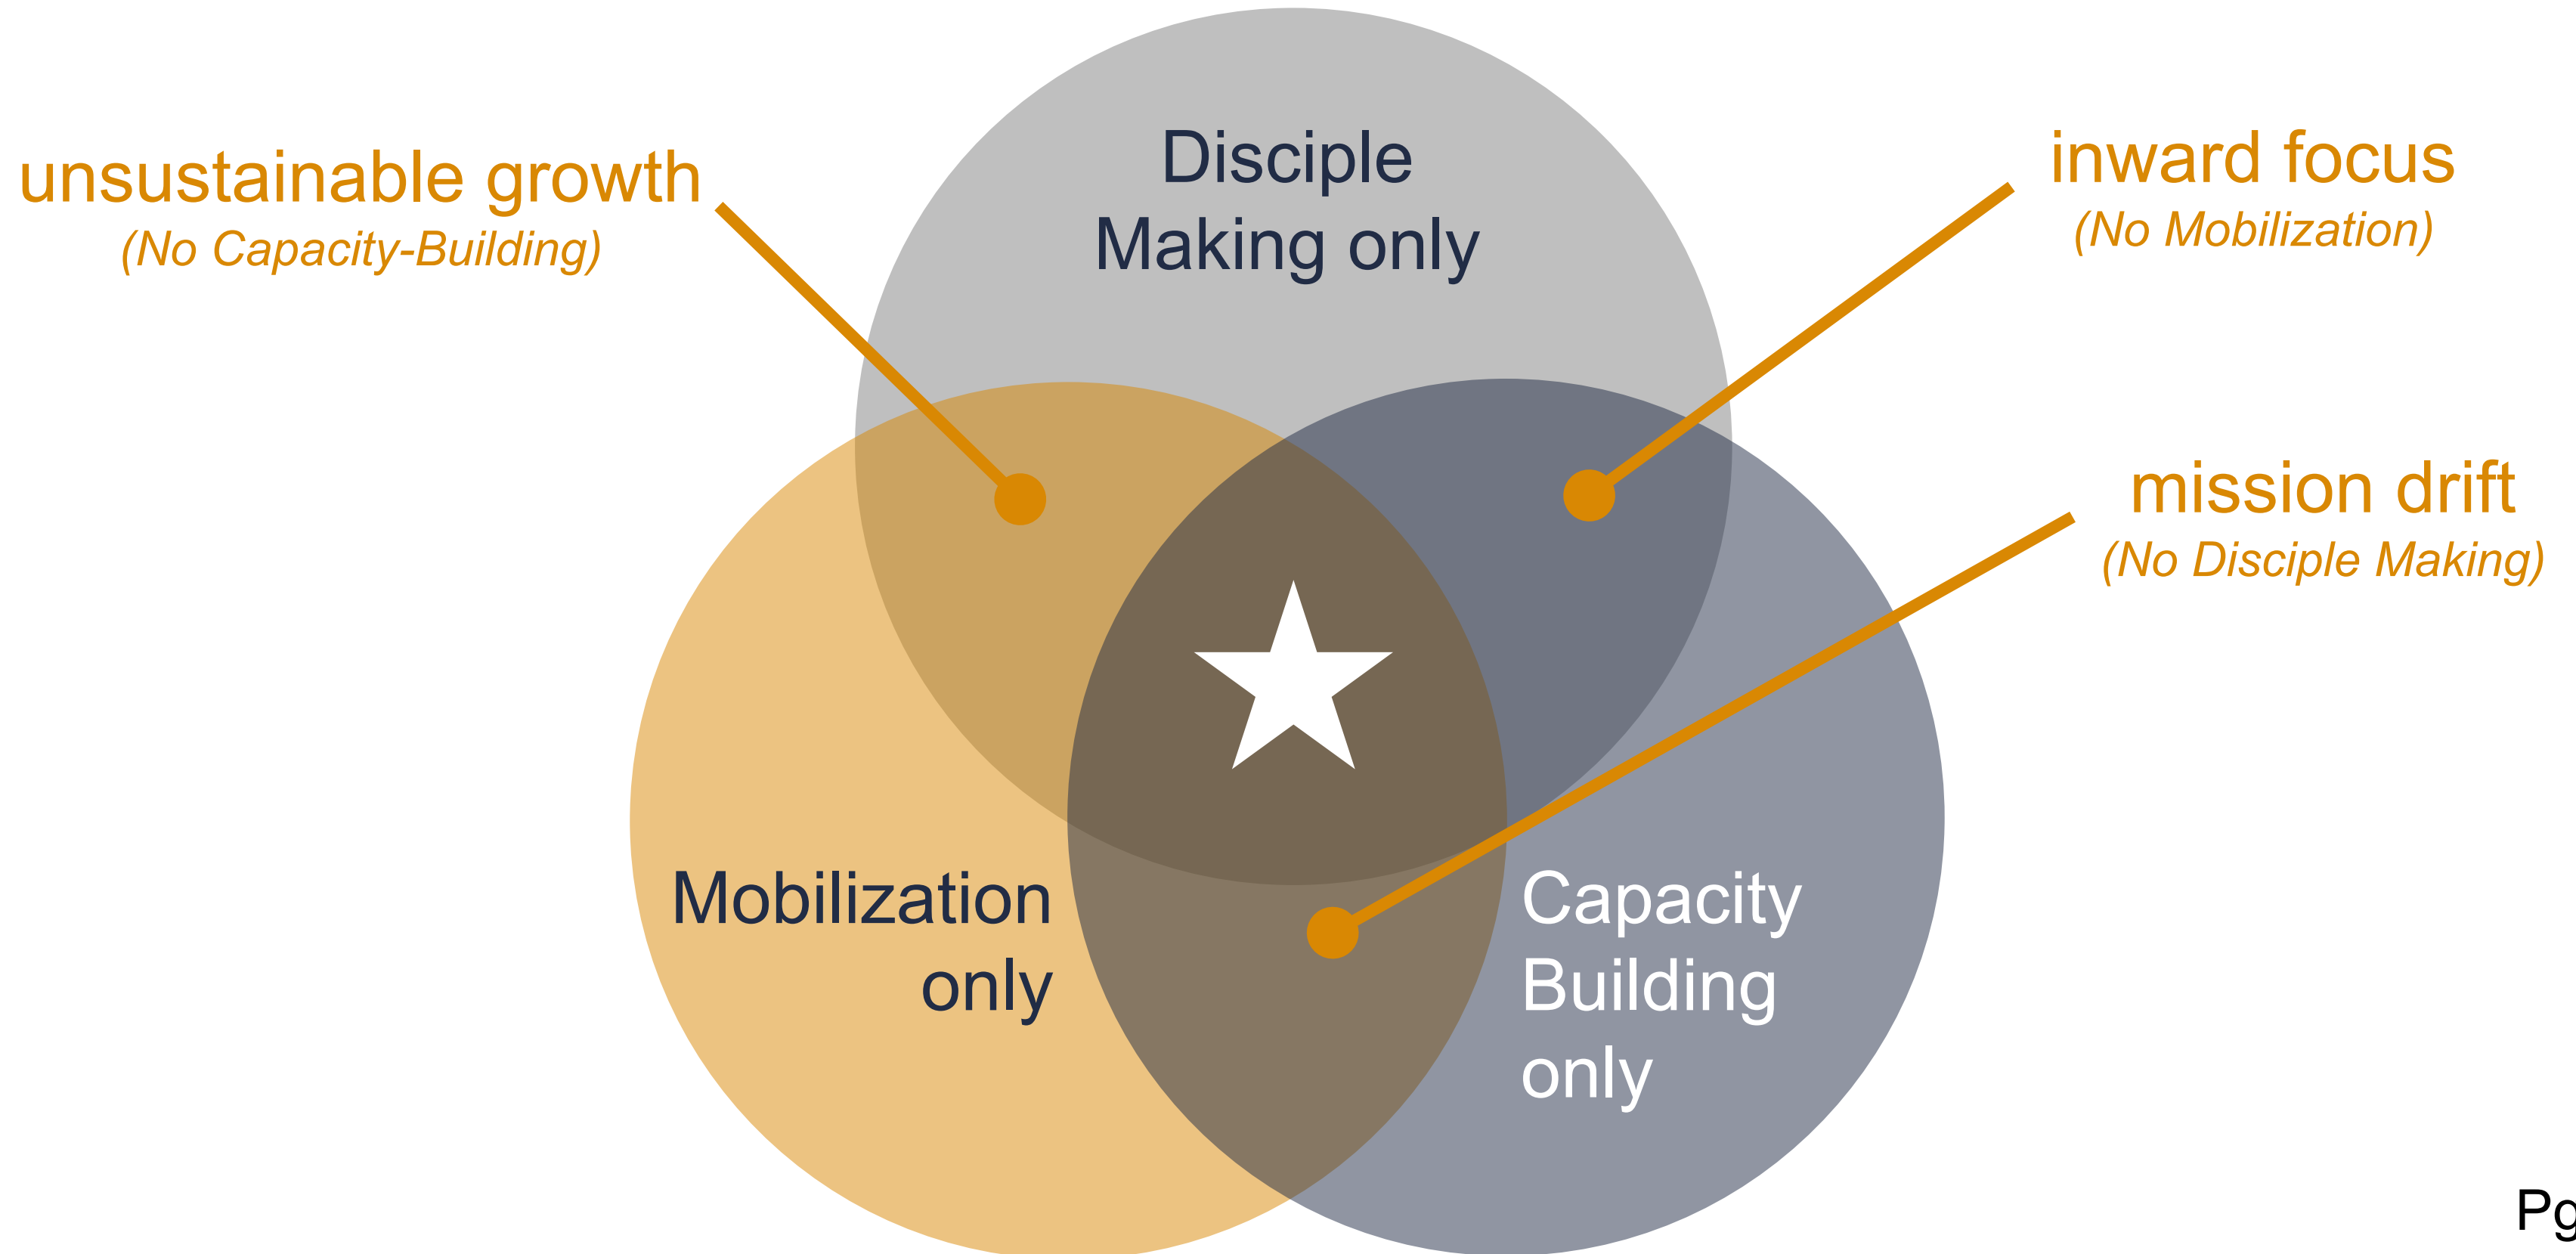 unsustainable growth
(No Capacity-Building)
Disciple
Making only
inward focus
(No Mobilization)
mission drift
(No Disciple Making)
Mobilization
only
Capacity
Building
only
Pg